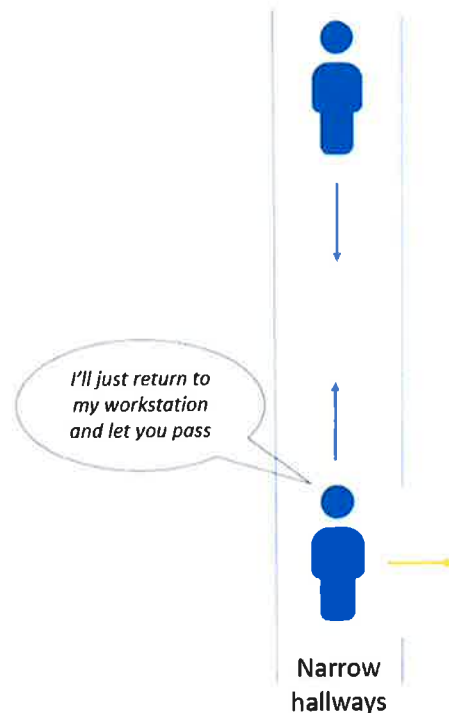 I'll just return to
my workstation
and let you pass
Narrow
hallways